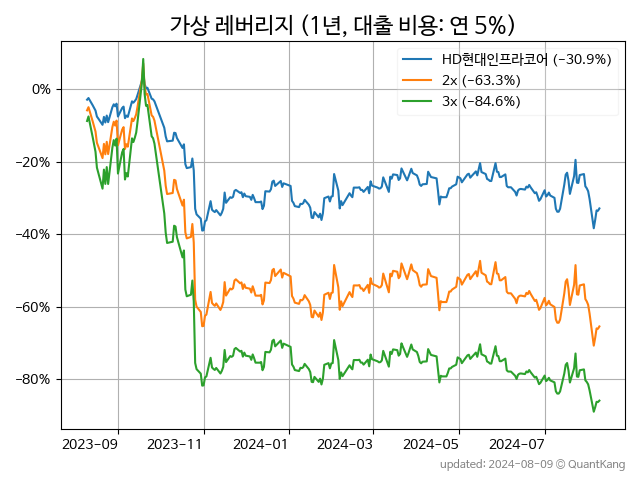 가상 레버리지 (1년, 대출 비용: 연 5%)
HD현대인프라코어 (−30.9%)
2x (−63.3%)
3x (−84.6%)
0%
−20%
−40%
−60%
−80%
2023-09 2023-11 2024-01 2024-03 2024-05 2024-07
updated: 2024-08-09 © QuantKang